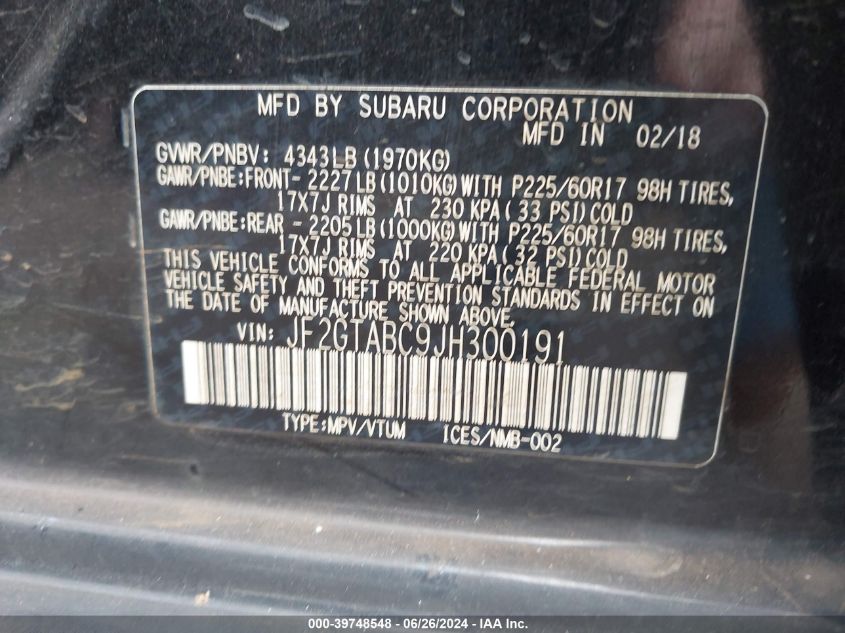 MFD BY SUBARU CORPORATION
MFD IN 02/18
GVWR/PNBV: 4343LB (1970KG)
GAWR/PNBE:FRONT- 2227LB(1010KG)WITH P225/60R17 98H TIRES,
17X7J RIMS AT 230 KPA(33 PSI)COLD
GAWR/PNBE:REAR - 2205LB(1000KG)WITH P225/60R17 98H TIRES,
17X7J RIMS AT 220 KPA(32 PSI)COLD
THIS VEHICLE CONFORMS TO ALL APPLICABLE FEDERAL MOTOR
VEHICLE SAFETY AND THEFT PREVENTION STANDARDS IN EFFECT ON
THE DATE OF MANUFACTURE SHOWN ABOVE.
VIN: JF2GTABC9JH300191
TYPE:MPV/VTUM ICES/NMB-002
000-39748548 - 06/26/2024 - IAA Inc.